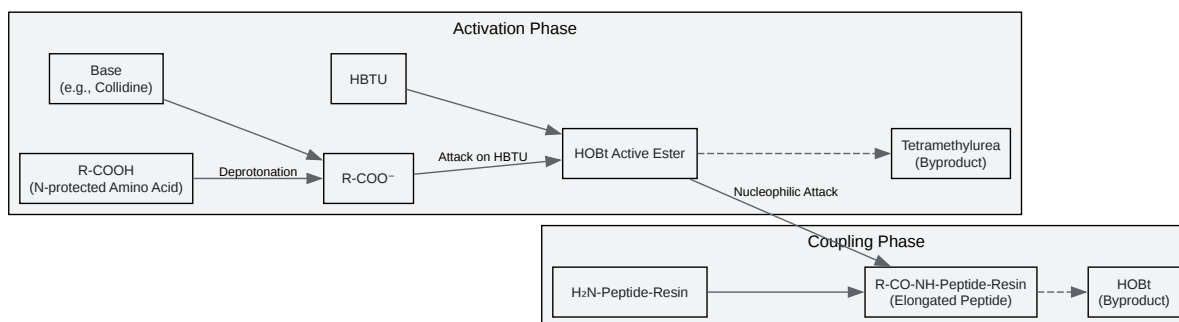 Activation Phase
Base
(e.g., Collidine)
HBTU
R-COOH
(N-protected Amino Acid)
Deprotonation
R-COO⁻
Attack on HBTU
HOBt Active Ester
Tetramethylurea
(Byproduct)
Nucleophilic Attack
Coupling Phase
H₂N-Peptide-Resin
R-CO-NH-Peptide-Resin
(Elongated Peptide)
HOBt
(Byproduct)